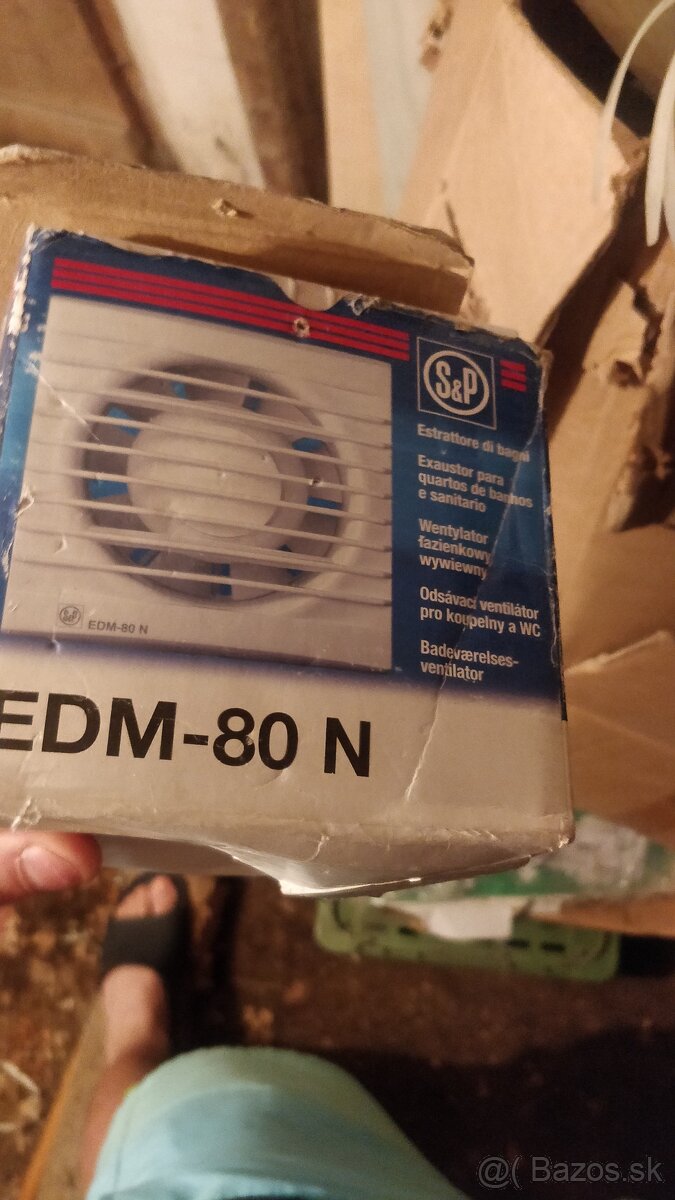 S&P
Estrattore di bagni
Exaustor para
quartos de banhos
e sanitario
Wentylator
łazienkowy
wywiewny
Odsávací ventilátor
pro koupelny a WC
Badeværelses-
ventilator
S&P EDM-80 N
EDM-80 N
@( Bazos.sk